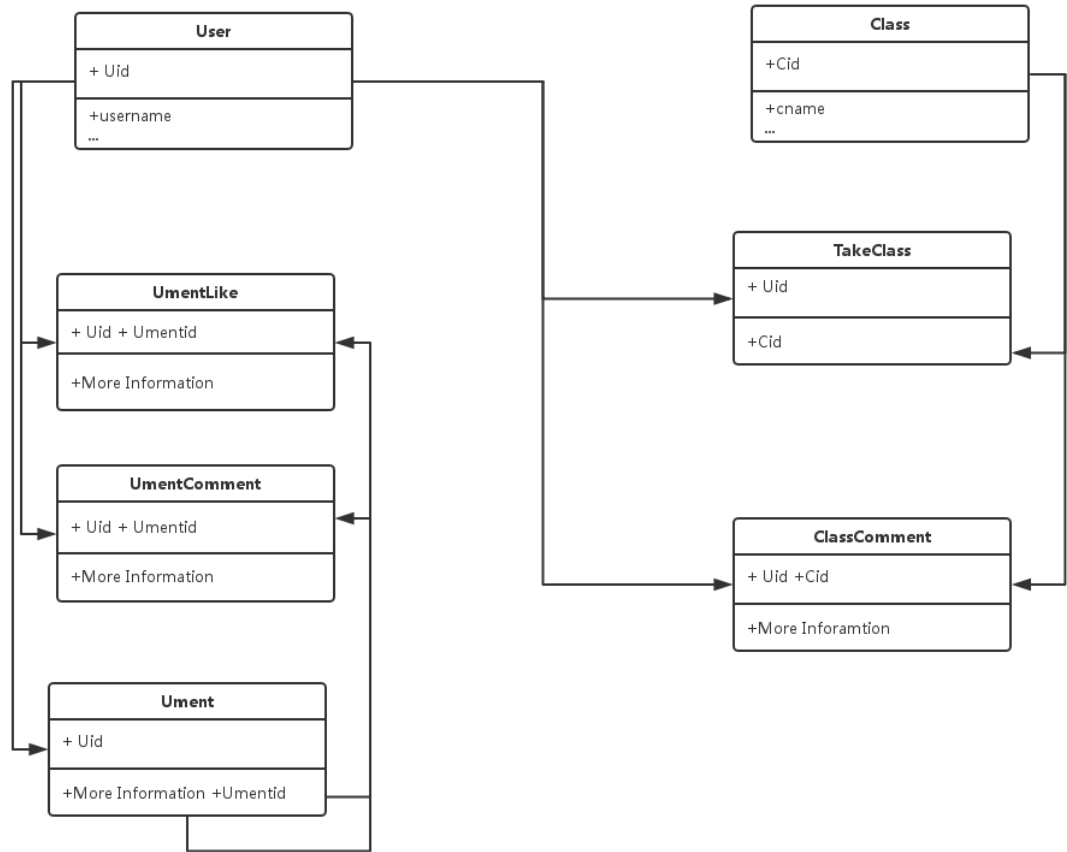 User
+ Uid
+username
...
Class
+Cid
+cname
...
TakeClass
+ Uid
+Cid
UmentLike
+ Uid + Umentid
+More Information
UmentComment
+ Uid + Umentid
+More Information
ClassComment
+ Uid +Cid
+More Inforamtion
Ument
+ Uid
+More Information +Umentid